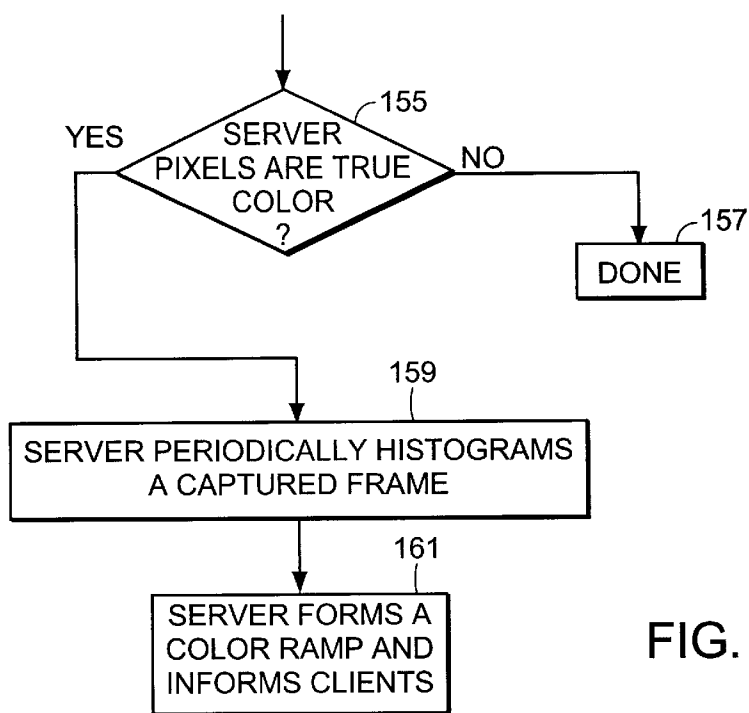 155
YES
SERVER
PIXELS ARE TRUE
COLOR
?
NO
157
DONE
159
SERVER PERIODICALLY HISTOGRAMS
A CAPTURED FRAME
161
SERVER FORMS A
COLOR RAMP AND
INFORMS CLIENTS
FIG.